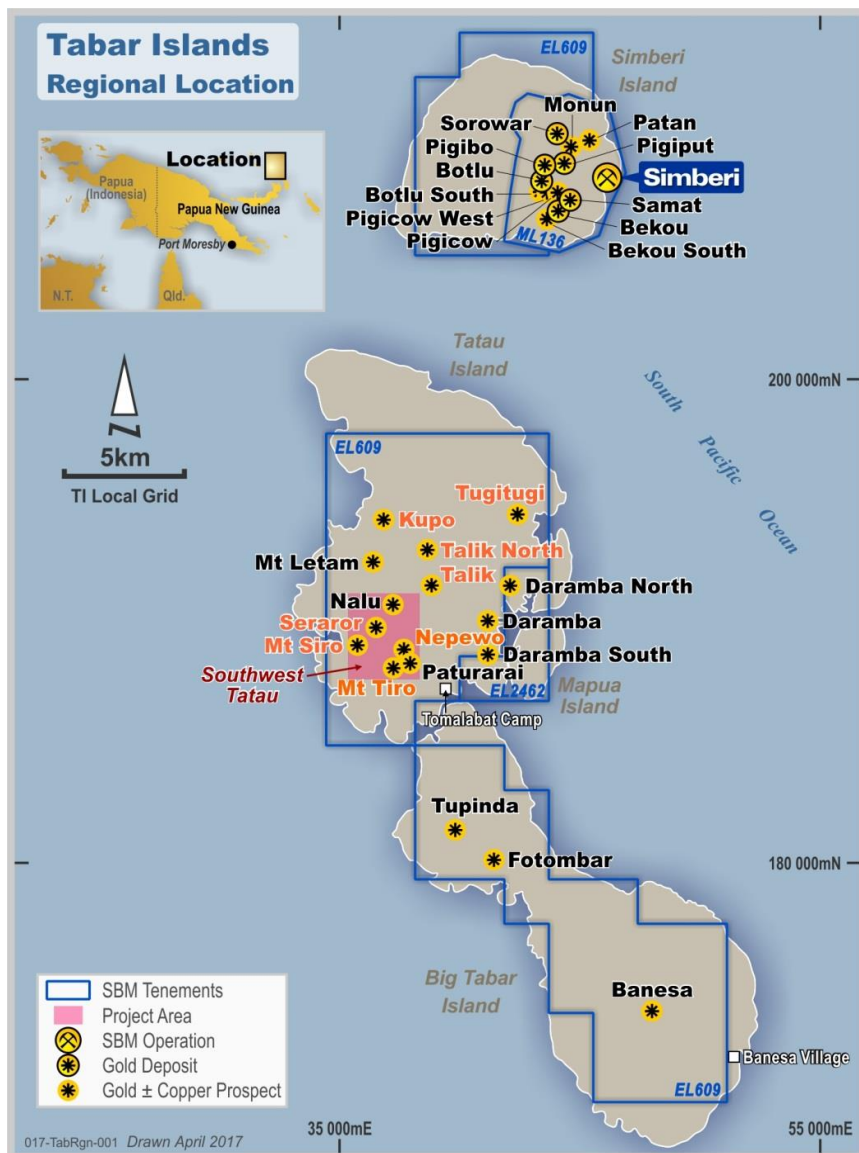 Tabar Islands
Regional Location
EL609
Simberi
Island
Monun
Sorowar
Patan
Pigibo
Pigiput
Botlu
Simberi
Botlu South
Samat
Pigicow West
Bekou
Pigicow
ML136
Bekou South
Location
Papua
(Indonesia)
Papua New Guinea
Port Moresby
N.T.
Qld.
Tatau
Island
South
Pacific
Ocean
200 000mN
N
5km
TI Local Grid
EL609
Tugitugi
Kupo
Talik North
Mt Letam
Talik
Daramba North
Nalu
Daramba
Seraror
Nepewo
Mt Siro
Daramba South
Southwest
Tatau
Paturarai
Mt Tiro
EL2462
Mapua
Island
Tomalabat Camp
Tupinda
Fotombar
180 000mN
Big Tabar
Island
Banesa
Banesa Village
EL609
SBM Tenements
Project Area
SBM Operation
Gold Deposit
Gold ± Copper Prospect
017-TabRgn-001 Drawn April 2017
35 000mE
55 000mE